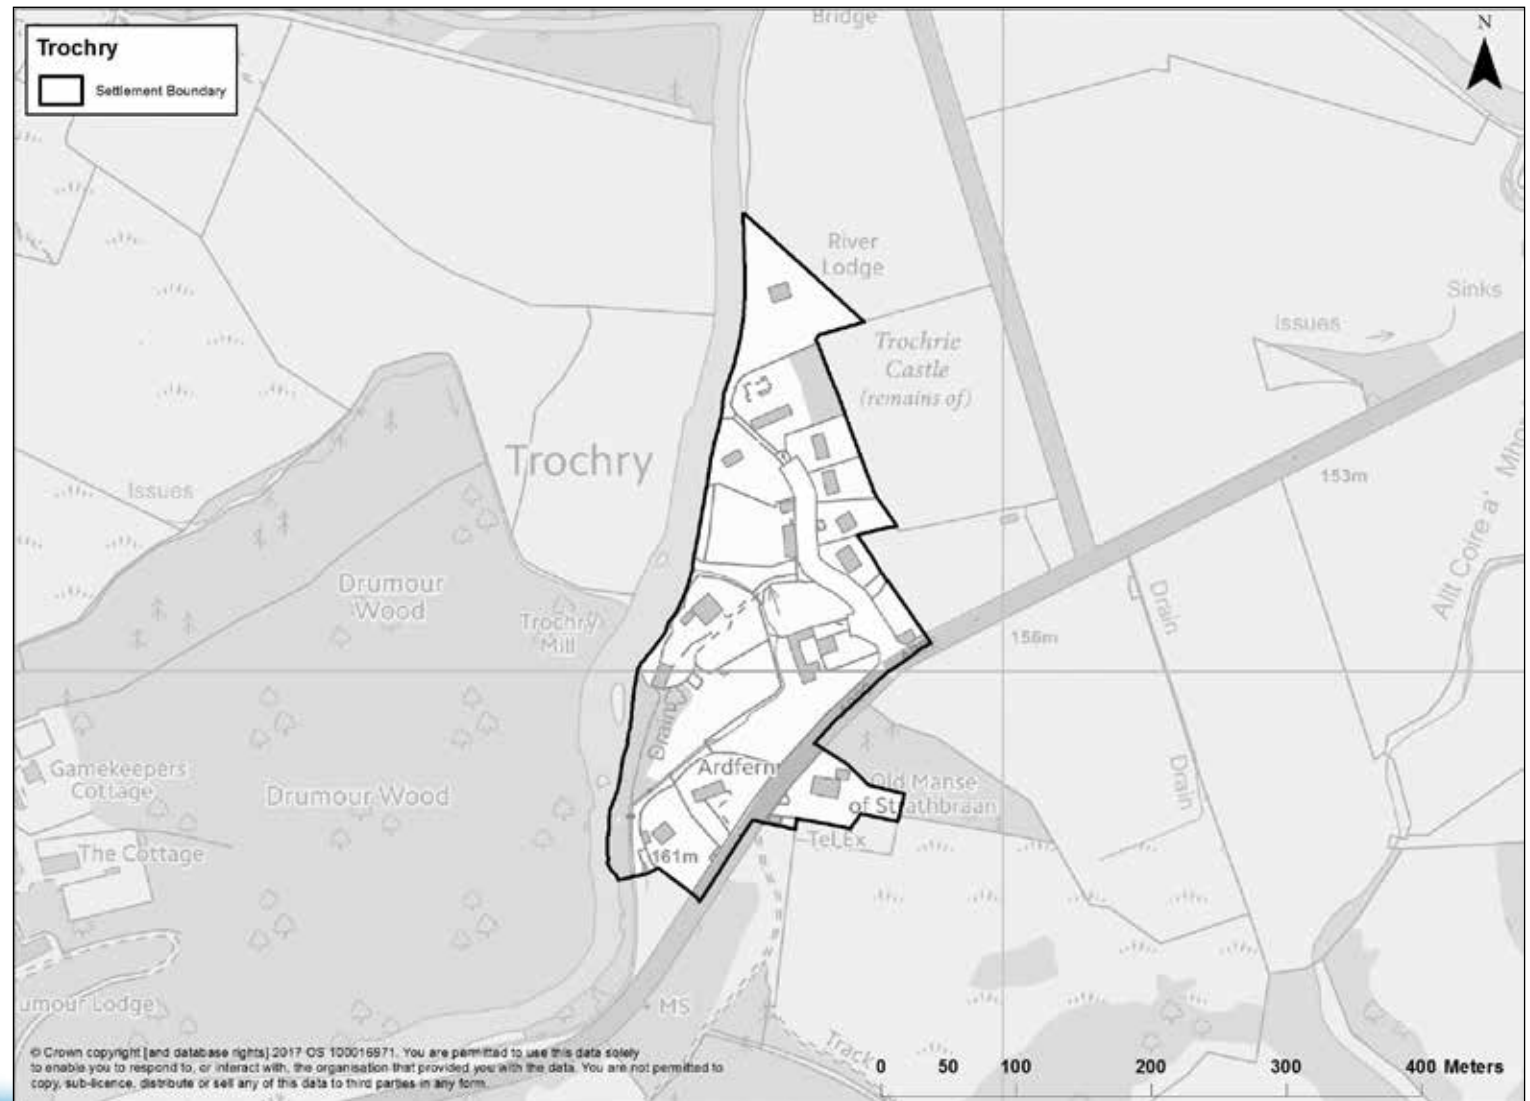 Bridge
N
Trochry
Settlement Boundary
River
Lodge
Sinks
Issues
Trochrie
Castle
(remains of)
Trochry
153m
Issues
Allt Coire a'
Drumour
Wood
Trochry
Mill
Drain
156m
Drain
Drain
Gamekeepers
Cottage
Drumour Wood
Ardfern
Old Manse
of Strathbraan
TelEx
The Cottage
161m
umour Lodge
MS
Track
© Crown copyright [and database rights] 2017 OS 100016971. You are permitted to use this data solely
to enable you to respond to, or interact with, the organisation that provided you with the data. You are not permitted to
copy, sub-licence, distribute or sell any of this data to third parties in any form.
0 50 100 200 300 400 Meters